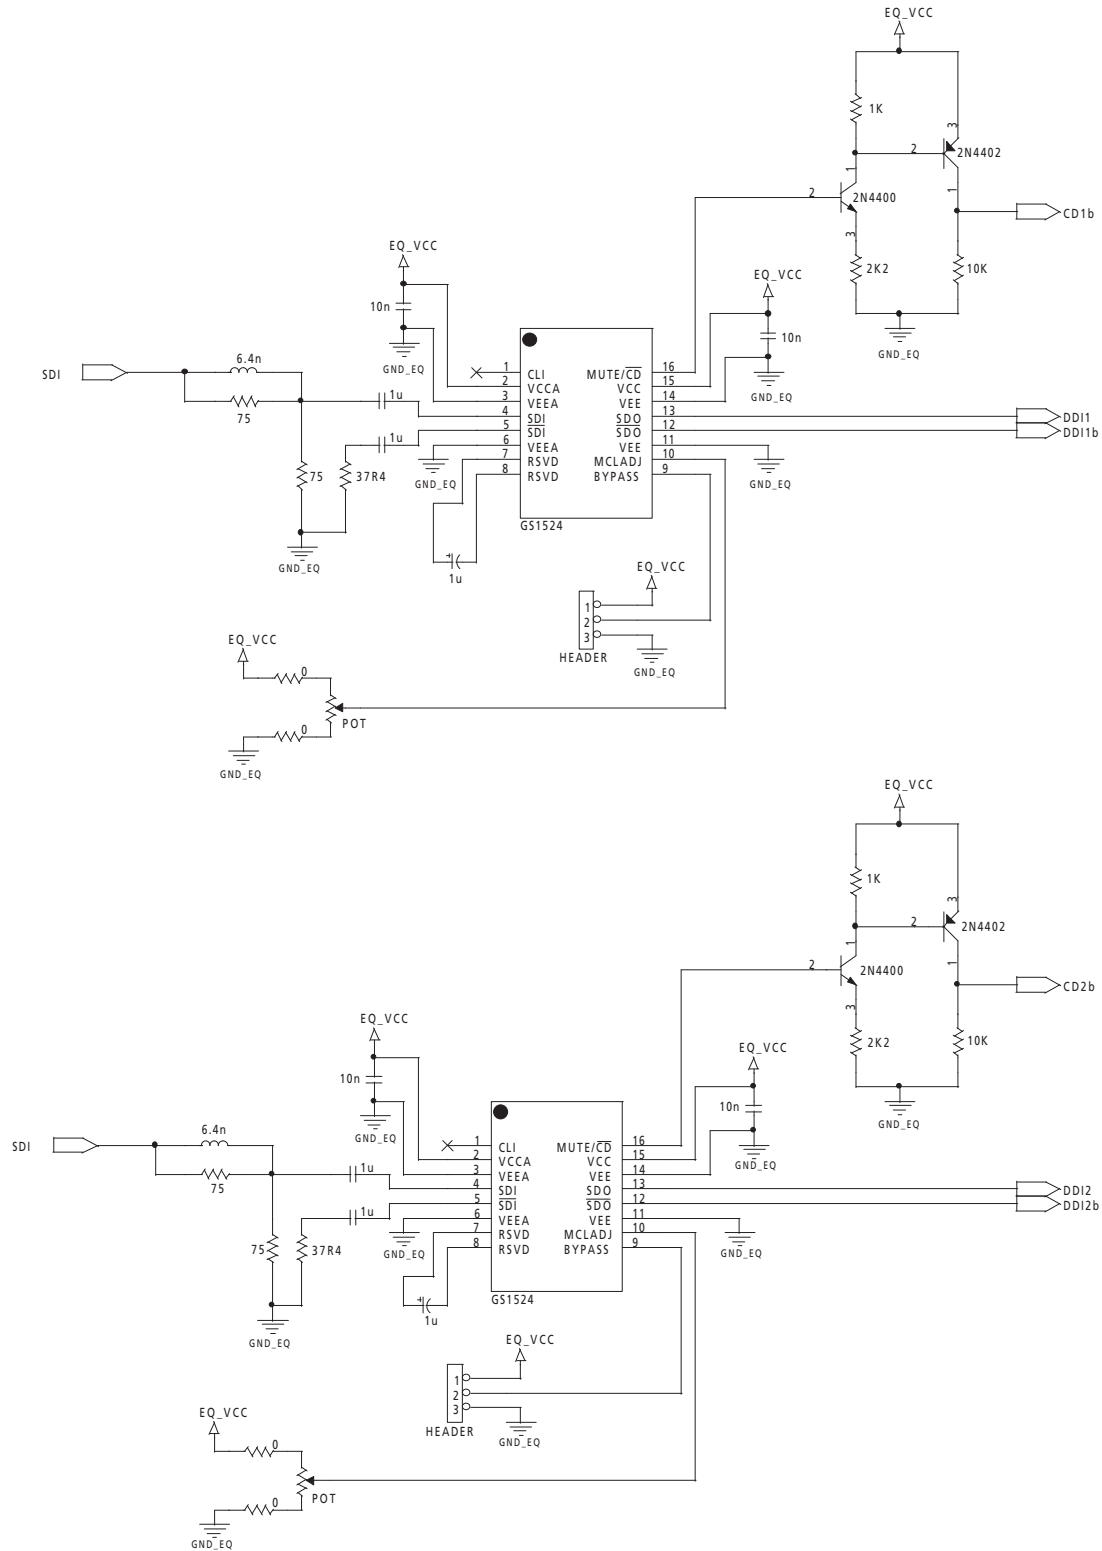 EQ_VCC
1K
3
2
2N4402
1
1
2
2N4400
CD1b
3
2K2
10K
GND_EQ
EQ_VCC
10n
GND_EQ
EQ_VCC
10n
GND_EQ
SDI
6.4n
75
1u
1u
75
37R4
GND_EQ
1 CLI MUTE/CD 16
2 VCCA VCC 15
3 VEEA VEE 14
4 SDI SDO 13
5 SDI SDO 12
6 VEEA VEE 11
7 RSVD MCLADJ 10
8 RSVD BYPASS 9
GS1524
DDI1
DDI1b
GND_EQ
GND_EQ
+
1u
EQ_VCC
1
2
3
HEADER
GND_EQ
EQ_VCC
0
POT
0
GND_EQ
EQ_VCC
1K
3
2
2N4402
1
1
2
2N4400
CD2b
3
2K2
10K
GND_EQ
EQ_VCC
10n
GND_EQ
EQ_VCC
10n
GND_EQ
SDI
6.4n
75
1u
1u
75
37R4
GND_EQ
1 CLI MUTE/CD 16
2 VCCA VCC 15
3 VEEA VEE 14
4 SDI SDO 13
5 SDI SDO 12
6 VEEA VEE 11
7 RSVD MCLADJ 10
8 RSVD BYPASS 9
GS1524
DDI2
DDI2b
GND_EQ
GND_EQ
+
1u
EQ_VCC
1
2
3
HEADER
GND_EQ
EQ_VCC
0
POT
0
GND_EQ